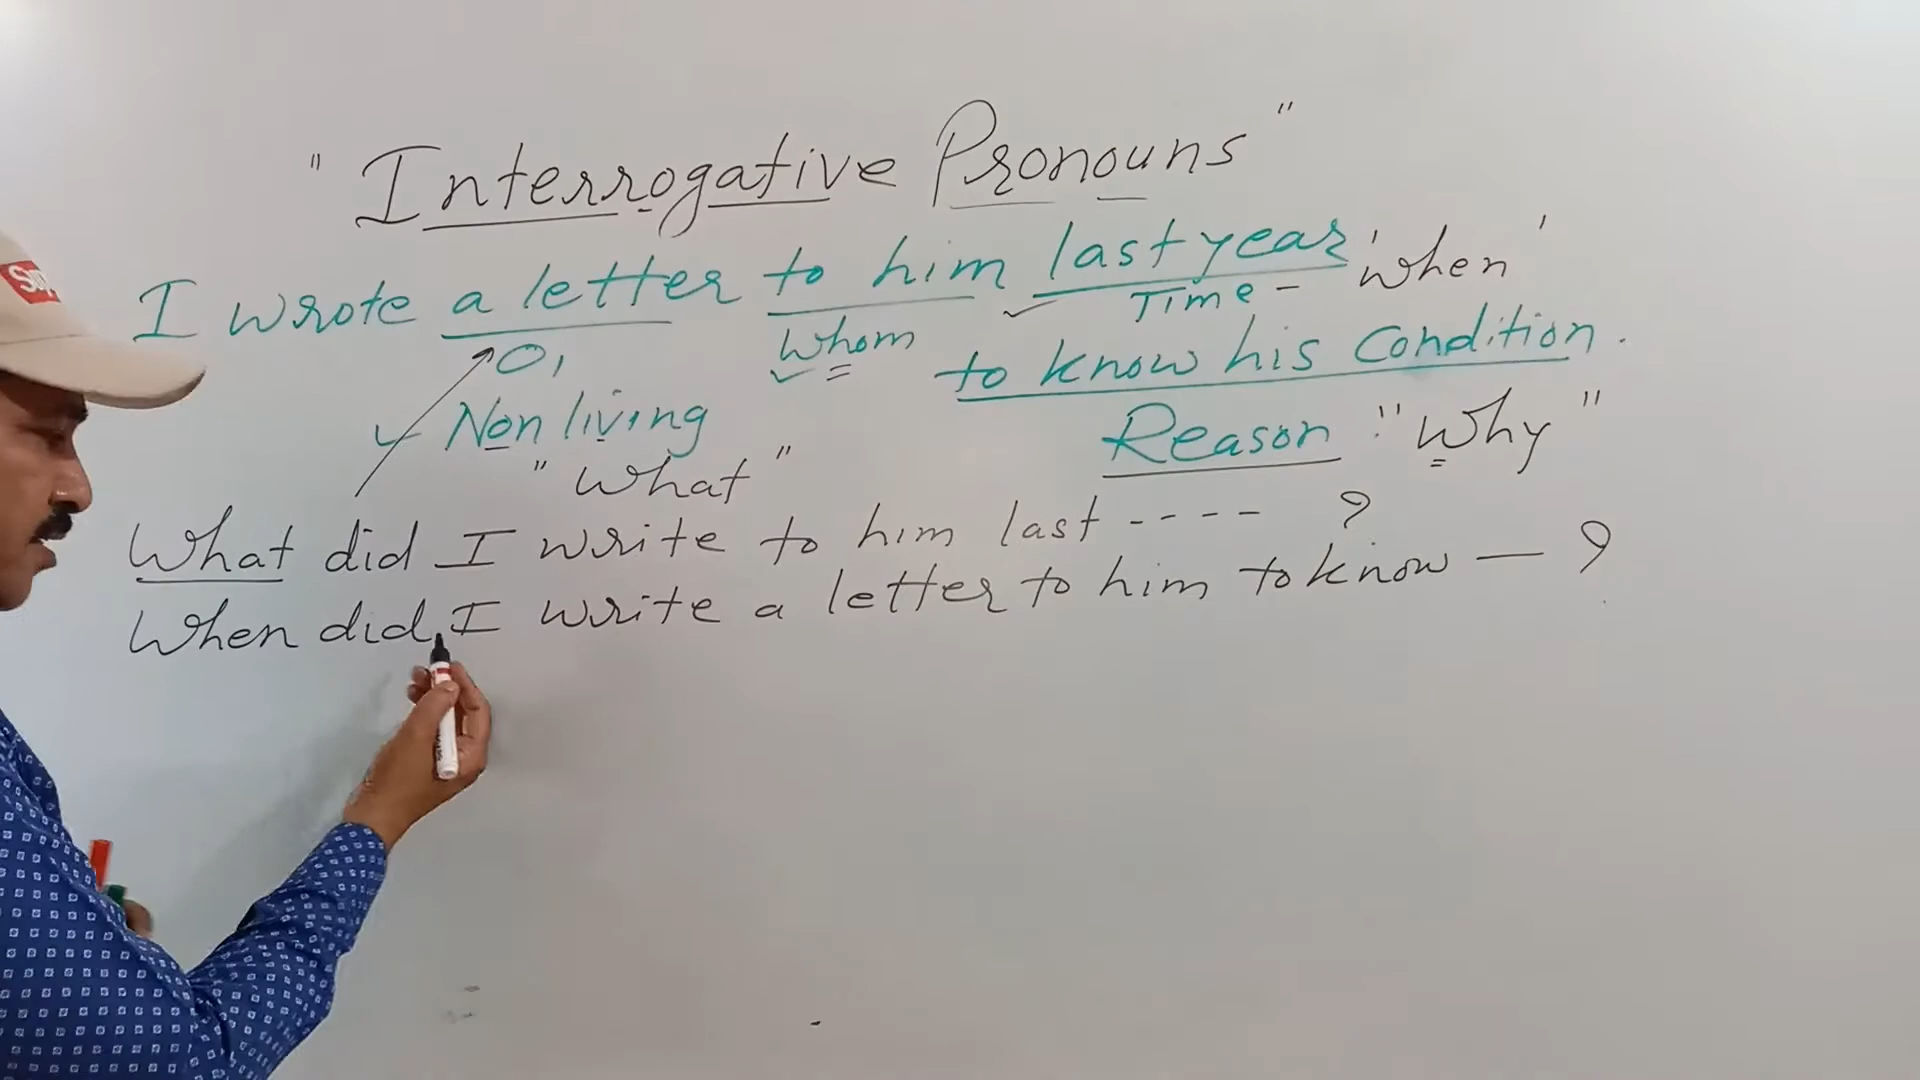 " Interrogative Pronouns "
I wrote a letter to him last year 'when'
O, whom Time -
to know his Condition.
Non living Reason : "Why"
"What"
What did I write to him last ---- ?
When did I write a letter to him to know — ?